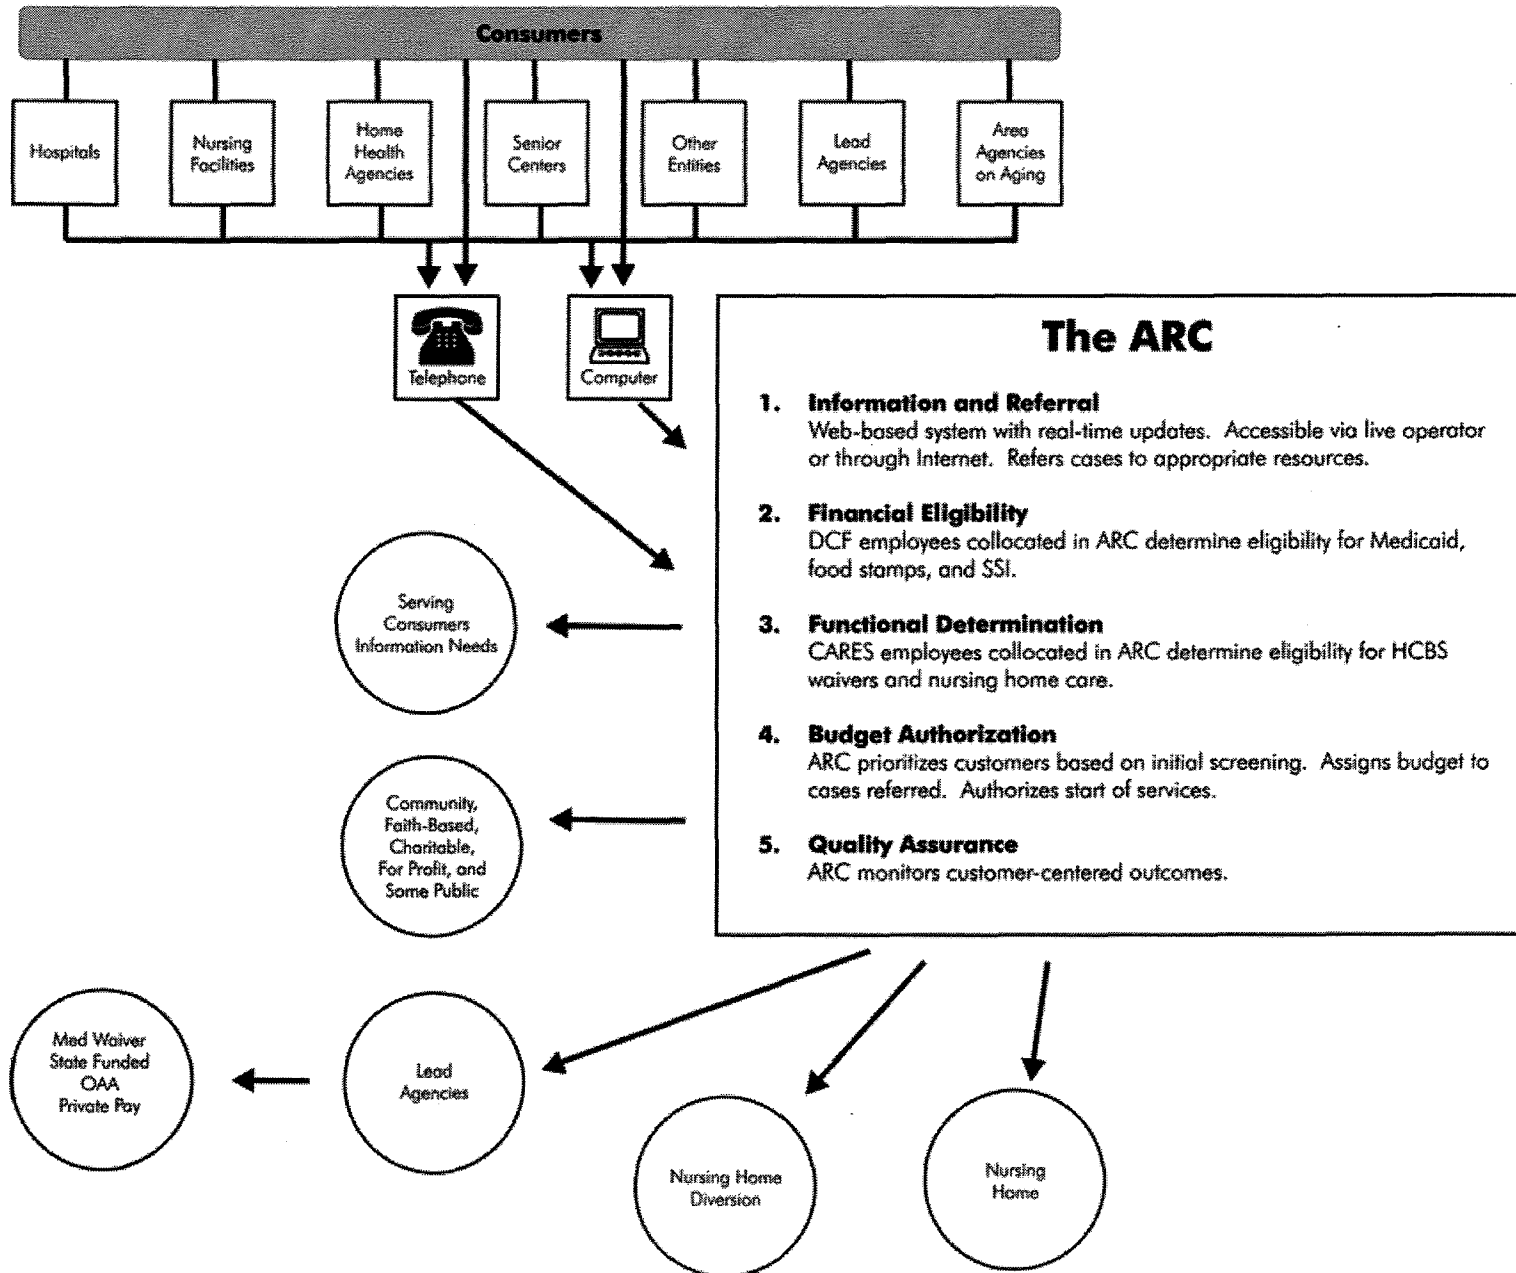 Consumers
Hospitals
Nursing
Facilities
Home
Health
Agencies
Senior
Centers
Other
Entities
Lead
Agencies
Area
Agencies
on Aging
Telephone
Computer
The ARC
1. Information and Referral
Web-based system with real-time updates. Accessible via live operator
or through Internet. Refers cases to appropriate resources.
2. Financial Eligibility
DCF employees collocated in ARC determine eligibility for Medicaid,
food stamps, and SSI.
3. Functional Determination
CARES employees collocated in ARC determine eligibility for HCBS
waivers and nursing home care.
4. Budget Authorization
ARC prioritizes customers based on initial screening. Assigns budget to
cases referred. Authorizes start of services.
5. Quality Assurance
ARC monitors customer-centered outcomes.
Serving
Consumers
Information Needs
Community,
Faith-Based,
Charitable,
For Profit, and
Some Public
Med Waiver
State Funded
OAA
Private Pay
Lead
Agencies
Nursing Home
Diversion
Nursing
Home